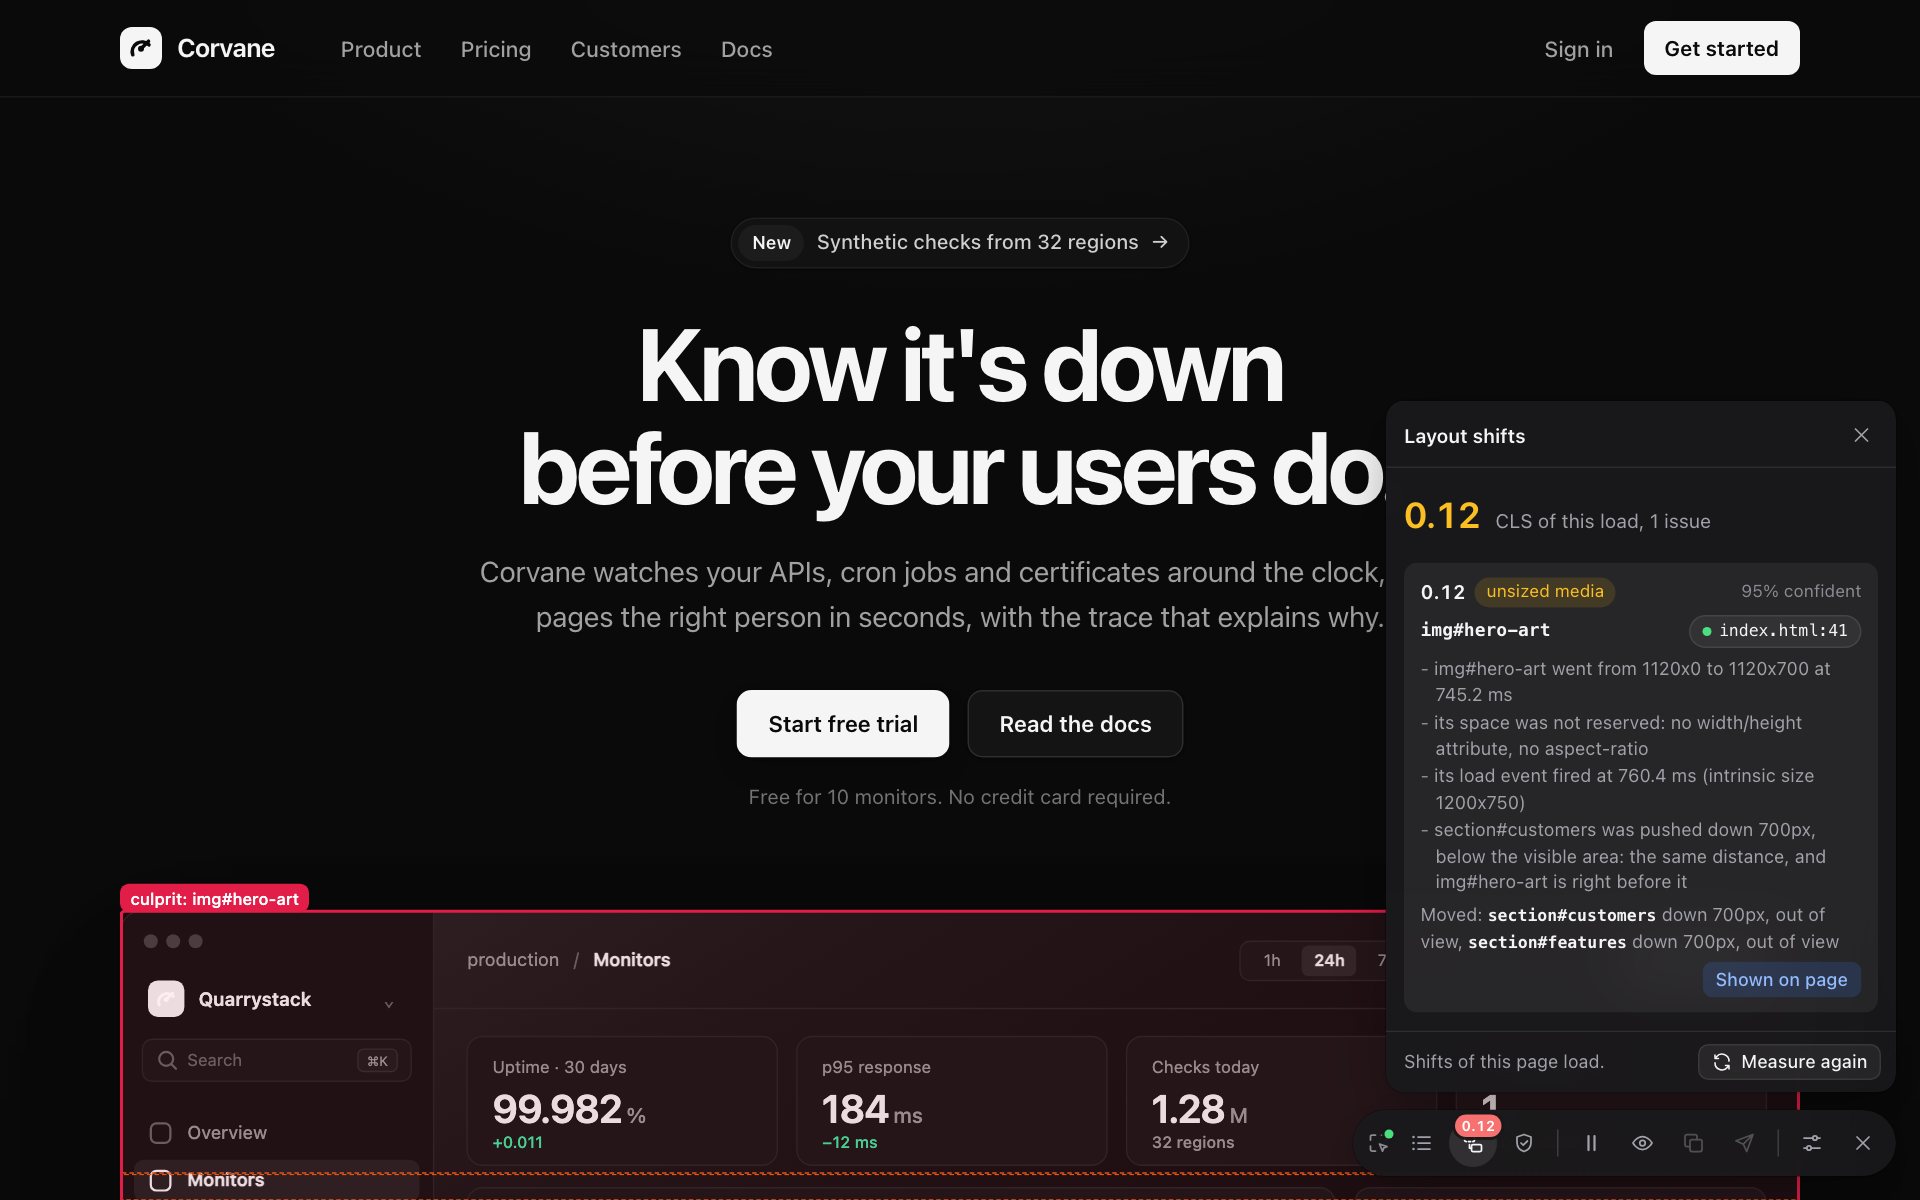 Corvane
Product
Pricing
Customers
Docs
Sign in
Get started
New
Synthetic checks from 32 regions →
Know it's down
before your users do.
Corvane watches your APIs, cron jobs and certificates around the clock,
pages the right person in seconds, with the trace that explains why.
Start free trial
Read the docs
Free for 10 monitors. No credit card required.
culprit: img#hero-art
Quarrystack
Search
⌘K
Overview
Monitors
production / Monitors
1h
24h
7
Uptime · 30 days
99.982 %
+0.011
p95 response
184 ms
−12 ms
Checks today
1.28 M
32 regions
1
Layout shifts
0.12 CLS of this load, 1 issue
0.12 unsized media 95% confident
img#hero-art index.html:41
- img#hero-art went from 1120x0 to 1120x700 at
745.2 ms
- its space was not reserved: no width/height
attribute, no aspect-ratio
- its load event fired at 760.4 ms (intrinsic size
1200x750)
- section#customers was pushed down 700px,
below the visible area: the same distance, and
img#hero-art is right before it
Moved: section#customers down 700px, out of
view, section#features down 700px, out of view
Shown on page
Shifts of this page load.
Measure again
0.12